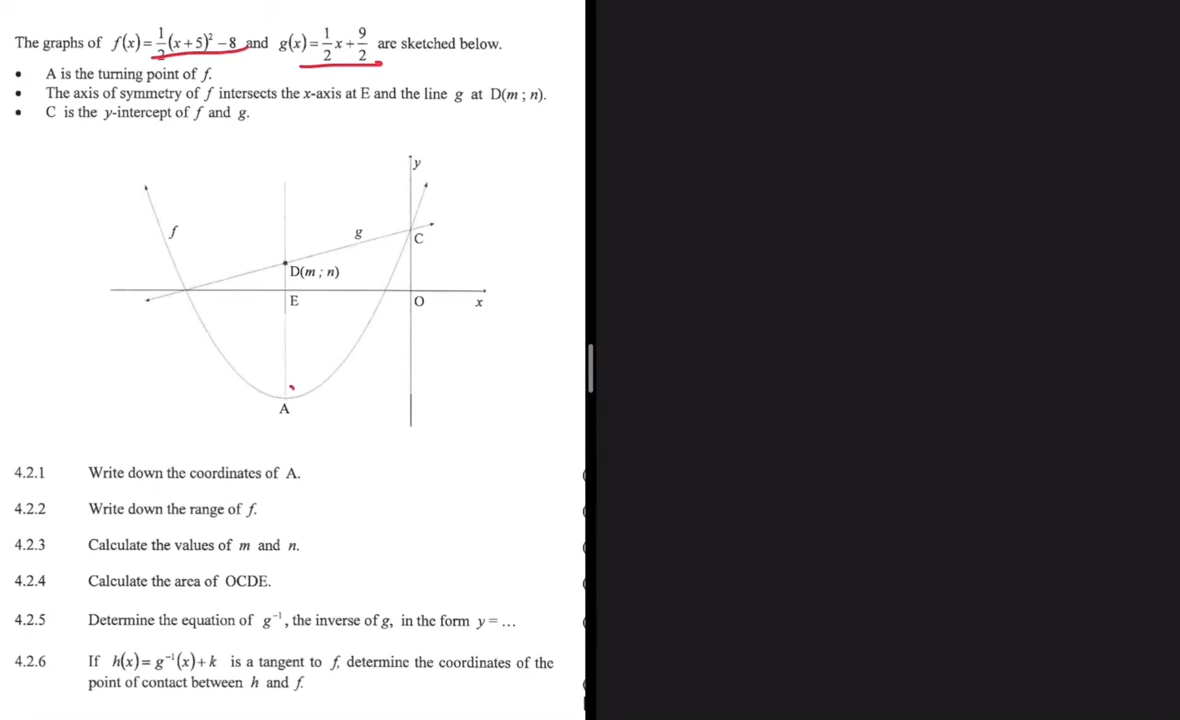 The graphs of f(x) = 1/2(x+5)² − 8 and g(x) = 1/2x + 9/2 are sketched below.
• A is the turning point of f.
• The axis of symmetry of f intersects the x-axis at E and the line g at D(m ; n).
• C is the y-intercept of f and g.
y
f
g
C
D(m ; n)
E
O
x
A
4.2.1 Write down the coordinates of A.
4.2.2 Write down the range of f.
4.2.3 Calculate the values of m and n.
4.2.4 Calculate the area of OCDE.
4.2.5 Determine the equation of g⁻¹, the inverse of g, in the form y = ...
4.2.6 If h(x) = g⁻¹(x) + k is a tangent to f, determine the coordinates of the
point of contact between h and f.